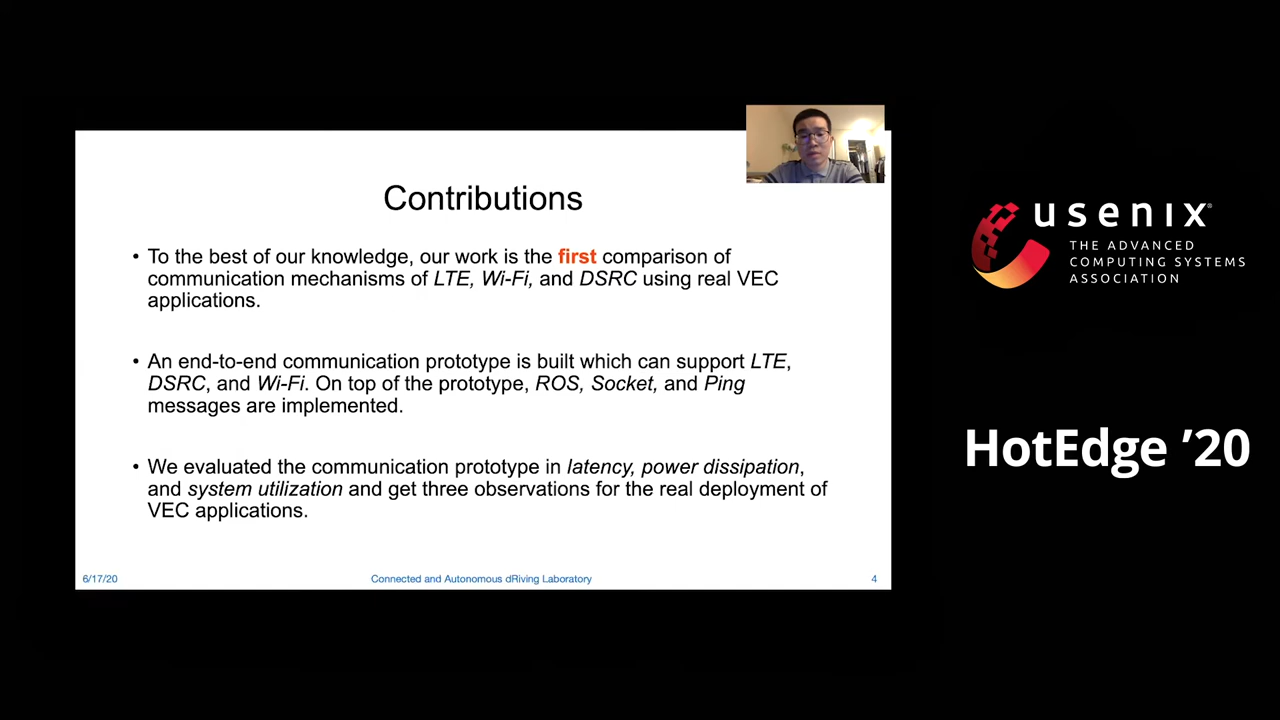 Contributions
• To the best of our knowledge, our work is the first comparison of
communication mechanisms of LTE, Wi-Fi, and DSRC using real VEC
applications.
• An end-to-end communication prototype is built which can support LTE,
DSRC, and Wi-Fi. On top of the prototype, ROS, Socket, and Ping
messages are implemented.
• We evaluated the communication prototype in latency, power dissipation,
and system utilization and get three observations for the real deployment of
VEC applications.
6/17/20
Connected and Autonomous dRiving Laboratory
4
usenix®
THE ADVANCED
COMPUTING SYSTEMS
ASSOCIATION
HotEdge ’20